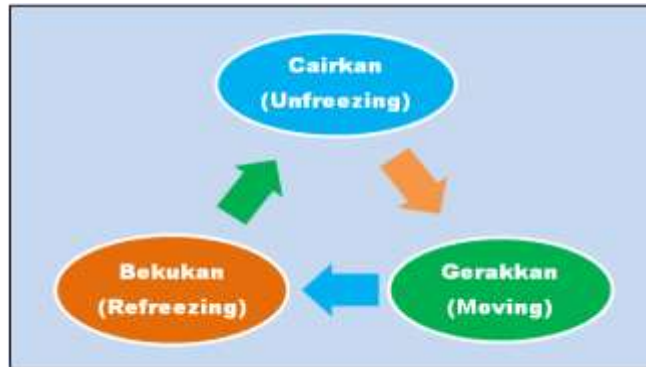 Cairkan
(Unfreezing)
Gerakkan
(Moving)
Bekukan
(Refreezing)